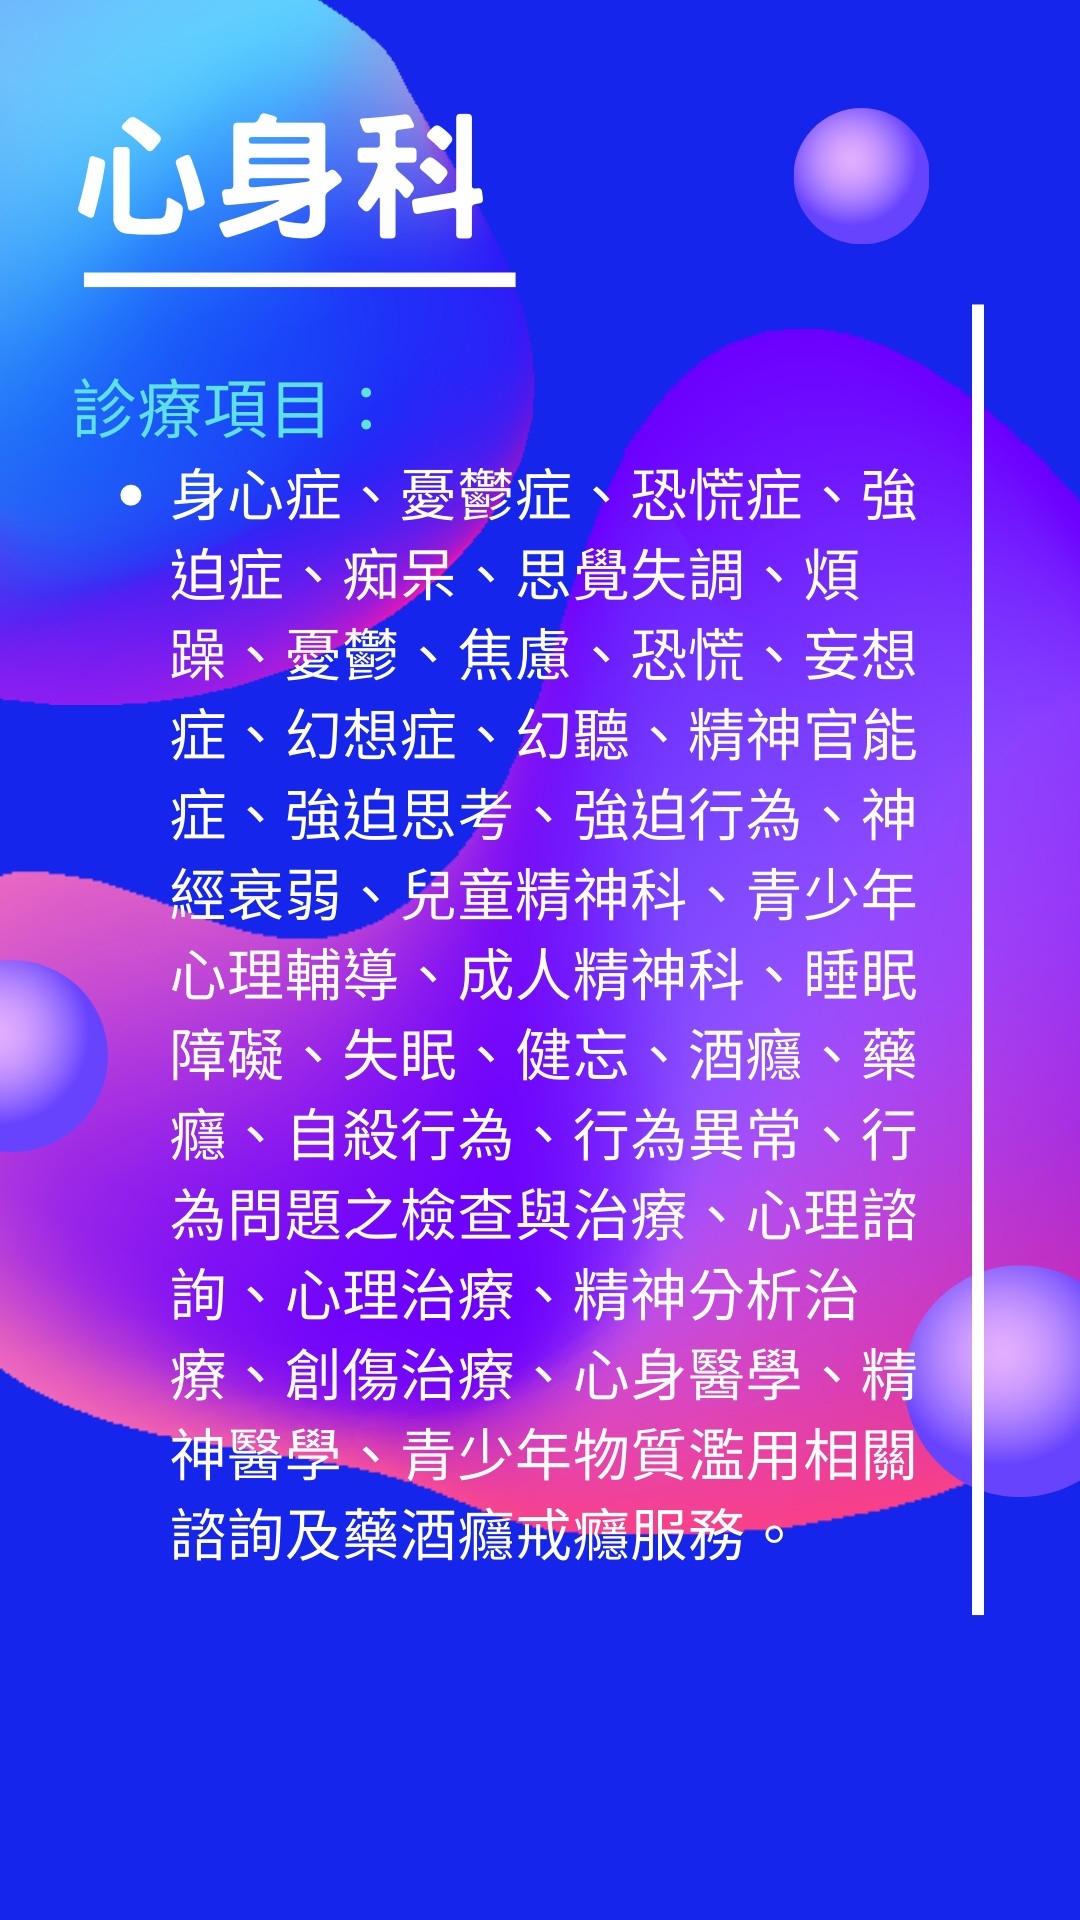 心身科
診療項目：
• 身心症、憂鬱症、恐慌症、強
迫症、痴呆、思覺失調、煩
躁、憂鬱、焦慮、恐慌、妄想
症、幻想症、幻聽、精神官能
症、強迫思考、強迫行為、神
經衰弱、兒童精神科、青少年
心理輔導、成人精神科、睡眠
障礙、失眠、健忘、酒癮、藥
癮、自殺行為、行為異常、行
為問題之檢查與治療、心理諮
詢、心理治療、精神分析治
療、創傷治療、心身醫學、精
神醫學、青少年物質濫用相關
諮詢及藥酒癮戒癮服務。